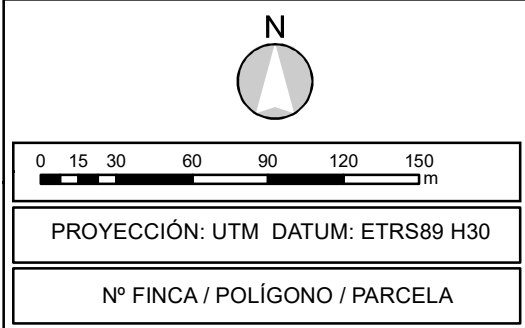 N
0 15 30 60 90 120 150
m
PROYECCIÓN: UTM DATUM: ETRS89 H30
Nº FINCA / POLÍGONO / PARCELA